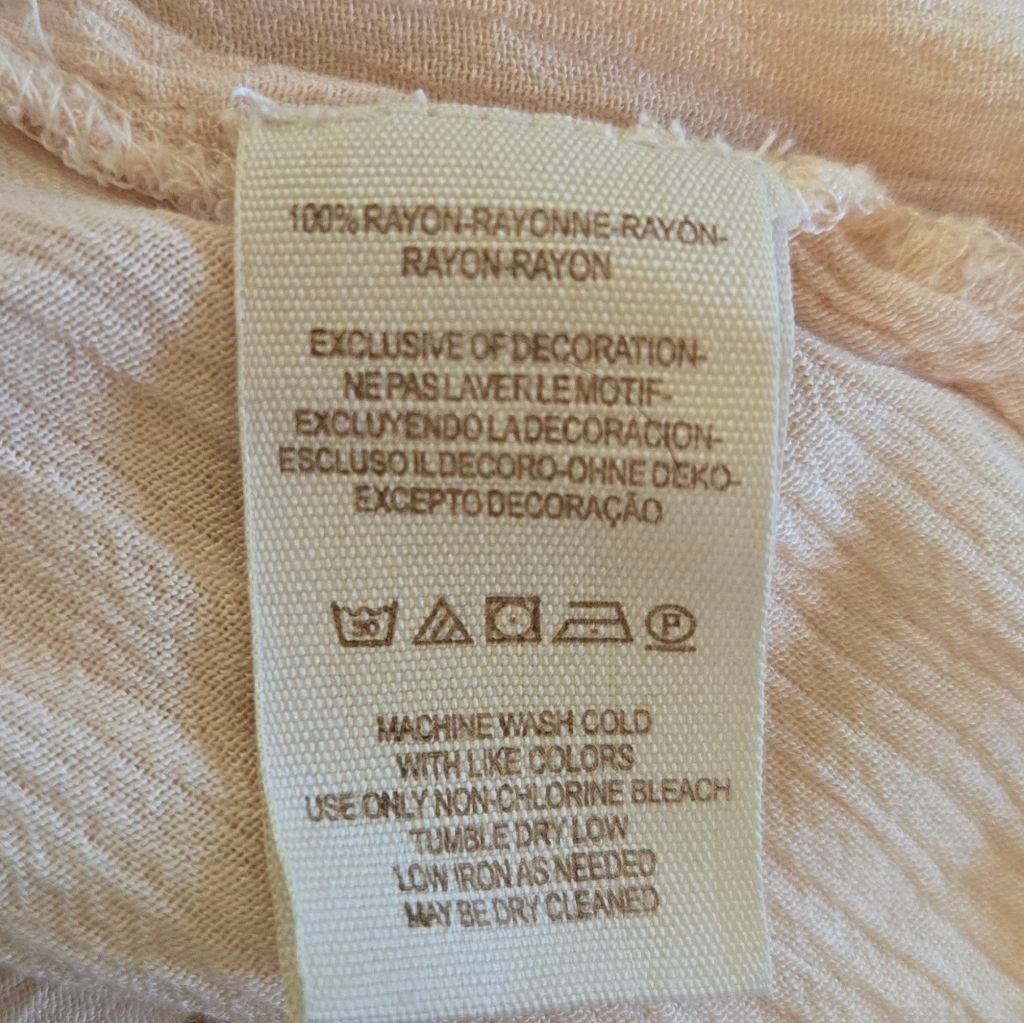 100% RAYON-RAYONNE-RAYÓN-
RAYON-RAYON
EXCLUSIVE OF DECORATION-
NE PAS LAVER LE MOTIF-
EXCLUYENDO LA DECORACION-
ESCLUSO IL DECORO-OHNE DEKO-
EXCEPTO DECORAÇÃO
30 P
MACHINE WASH COLD
WITH LIKE COLORS
USE ONLY NON-CHLORINE BLEACH
TUMBLE DRY LOW
LOW IRON AS NEEDED
MAY BE DRY CLEANED